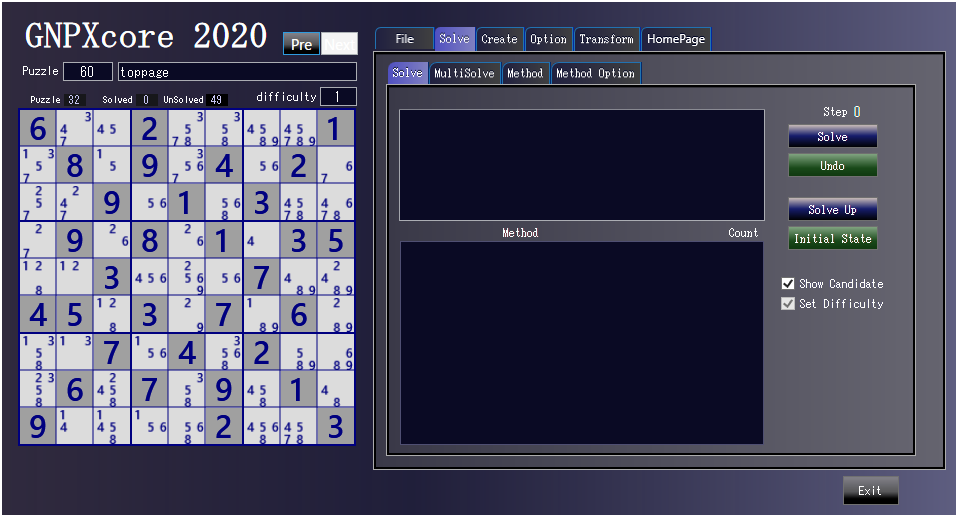 GNPXcore 2020 Pre Next
Puzzle 60 toppage
Puzzle 32 Solved 0 UnSolved 49 difficulty 1
File Solve Create Option Transform HomePage
Solve MultiSolve Method Method Option
Step 0
Solve
Undo
Solve Up
Initial State
Method Count
Show Candidate
Set Difficulty
Exit
6 3 4 7 4 5 2 3 5 7 8 3 5 8 4 5 8 9 4 5 7 8 9 1
1 3 5 7 8 1 5 9 3 5 6 7 4 5 6 2 6 7
2 5 7 2 4 7 9 5 6 1 5 6 8 3 4 5 7 8 4 6 7 8
2 7 9 2 6 8 2 6 1 4 3 5
1 2 8 1 2 3 4 5 6 2 5 6 9 5 6 7 4 8 9 2 4 8 9
4 5 1 2 8 3 2 9 7 1 8 9 6 2 8 9
1 3 5 8 1 3 7 1 5 6 4 3 5 6 8 2 5 8 9 6 8 9
2 3 5 8 6 2 4 5 8 7 3 5 8 9 4 5 8 1 4 8
9 1 4 1 4 5 8 1 5 6 5 6 8 2 4 5 6 8 4 5 7 8 3